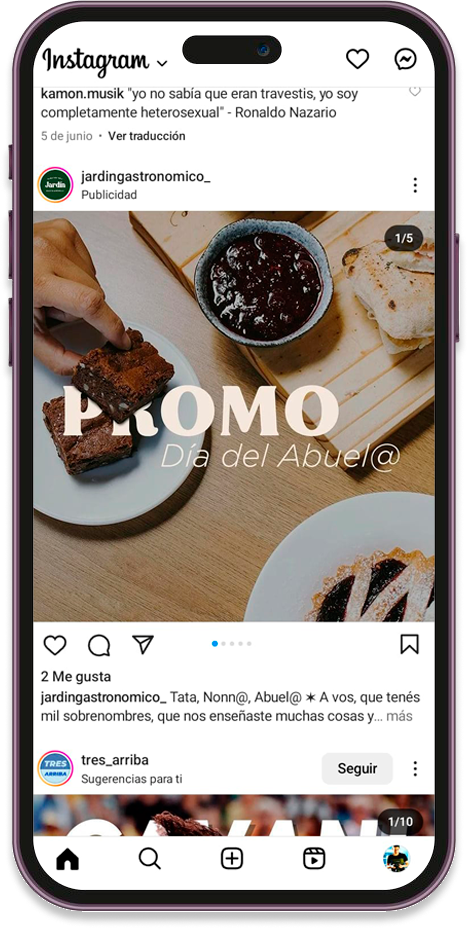 Instagram
kamon.musik "yo no sabía que eran travestis, yo soy
completamente heterosexual" - Ronaldo Nazario
5 de junio • Ver traducción
Jardín
jardingastronomico_
Publicidad
1/5
PROMO
Día del Abuel@
2 Me gusta
jardingastronomico_ Tata, Nonn@, Abuel@ ✶ A vos, que tenés
mil sobrenombres, que nos enseñaste muchas cosas y... más
TRES
ARRIBA
tres_arriba
Sugerencias para ti
Seguir
1/10